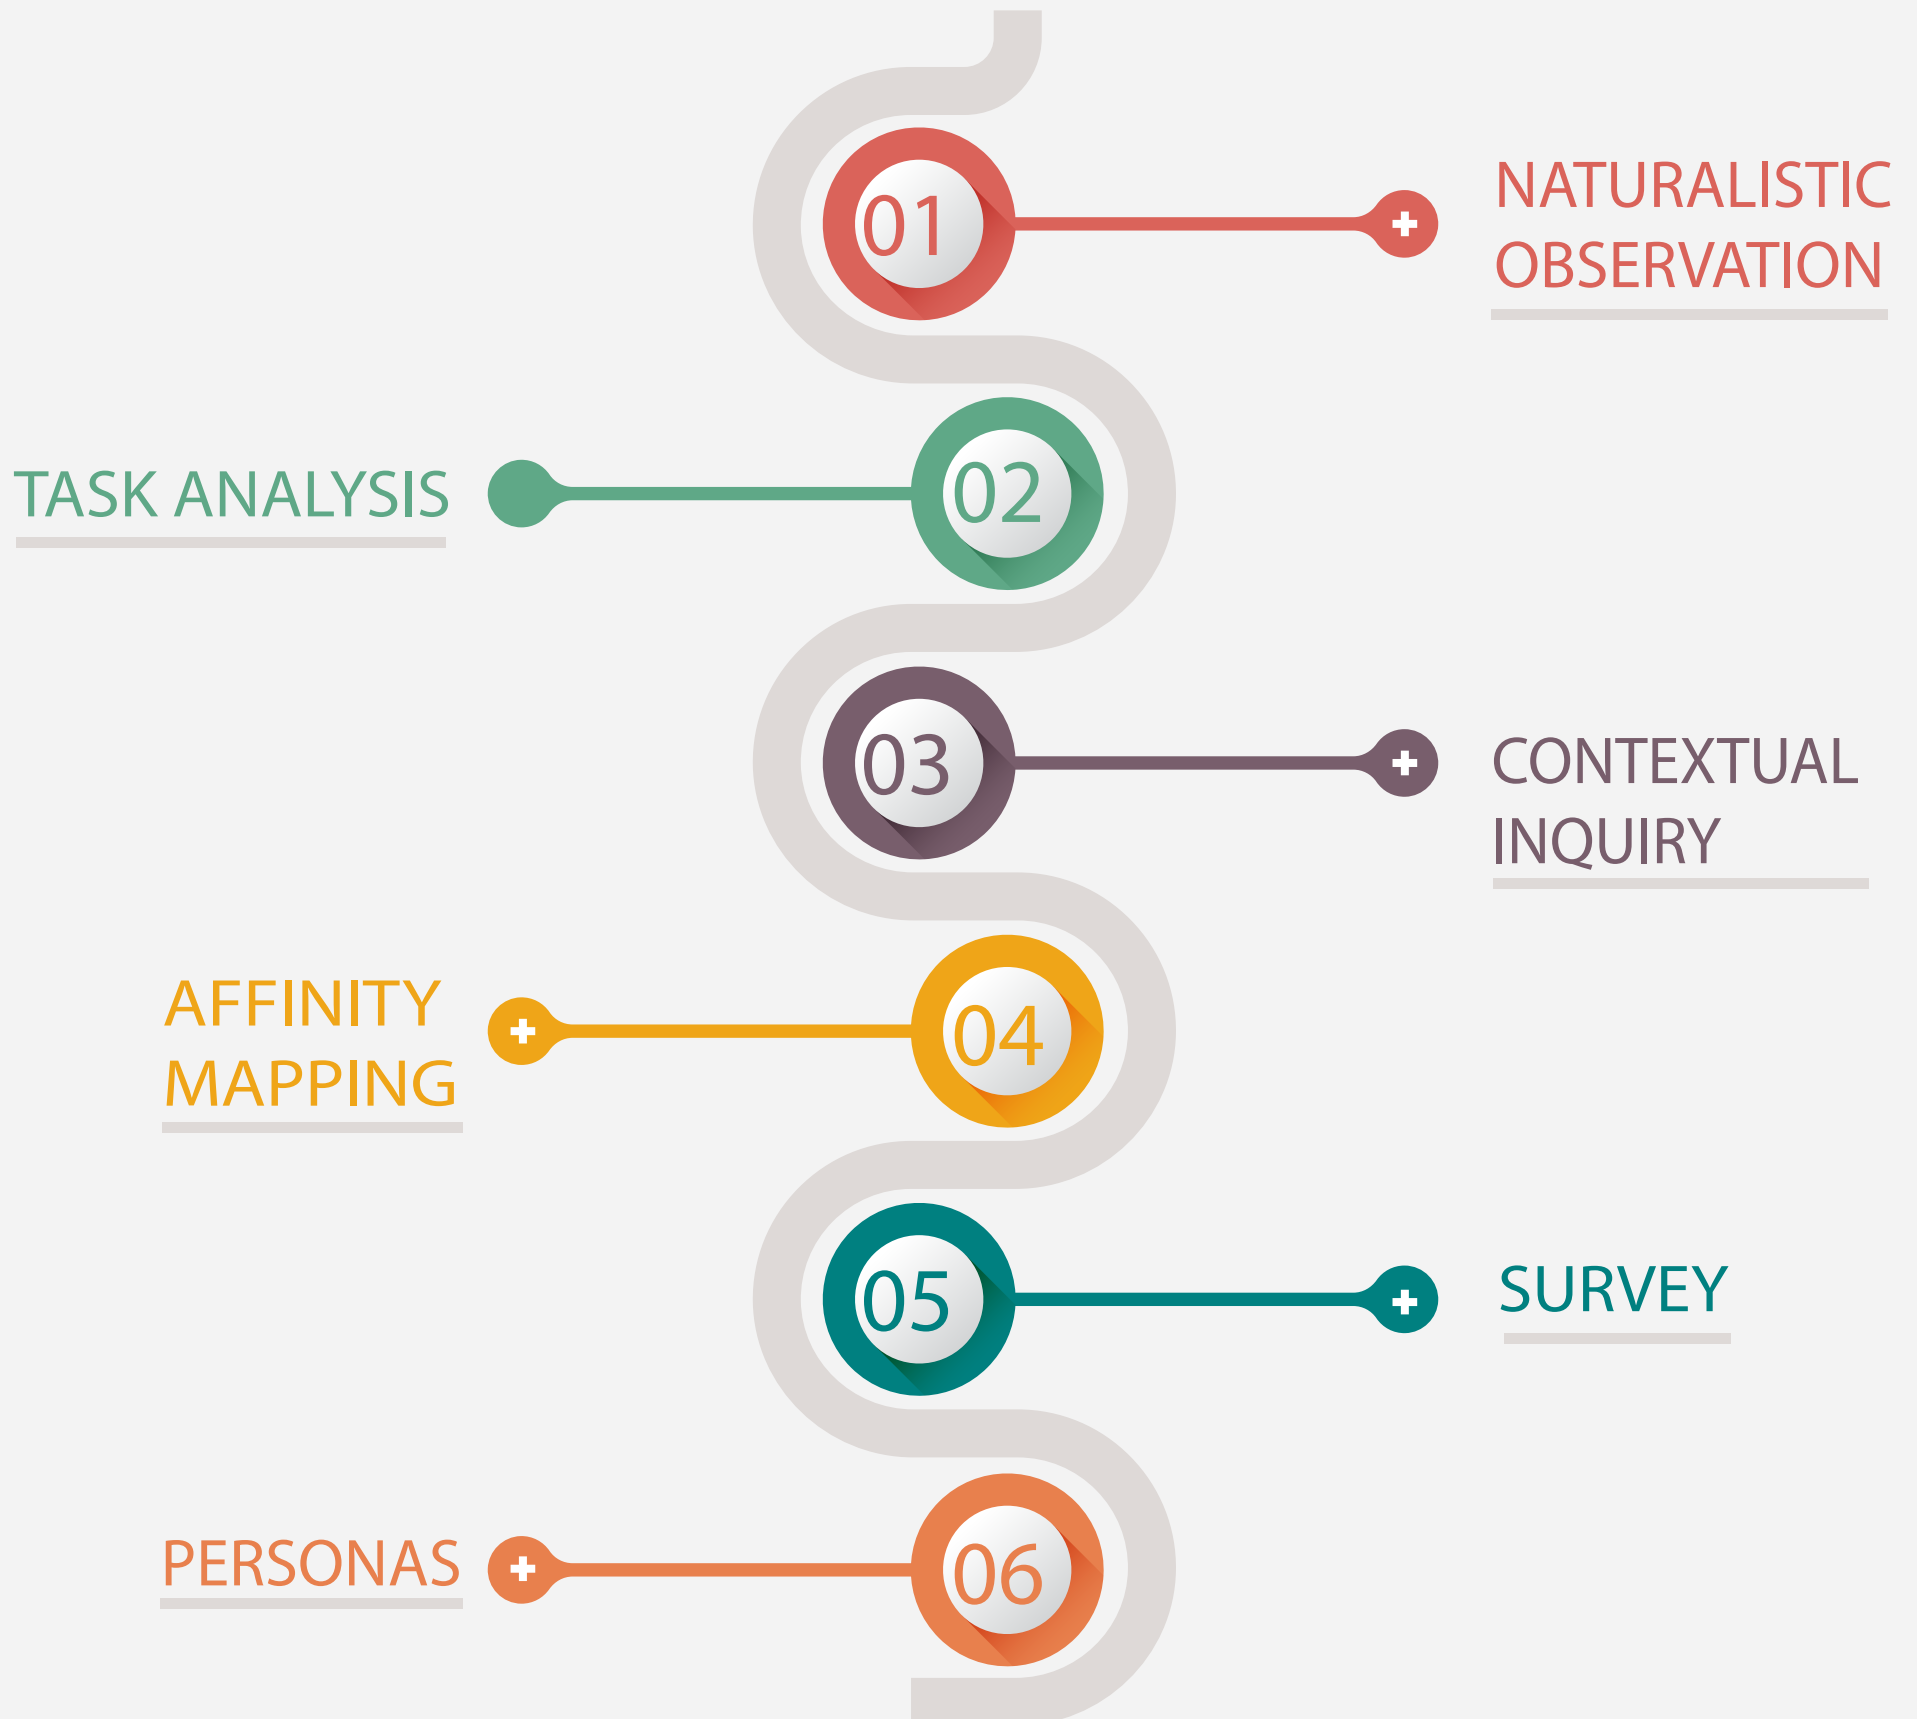 01
NATURALISTIC
OBSERVATION
TASK ANALYSIS
02
03
CONTEXTUAL
INQUIRY
AFFINITY
MAPPING
04
05
SURVEY
PERSONAS
06